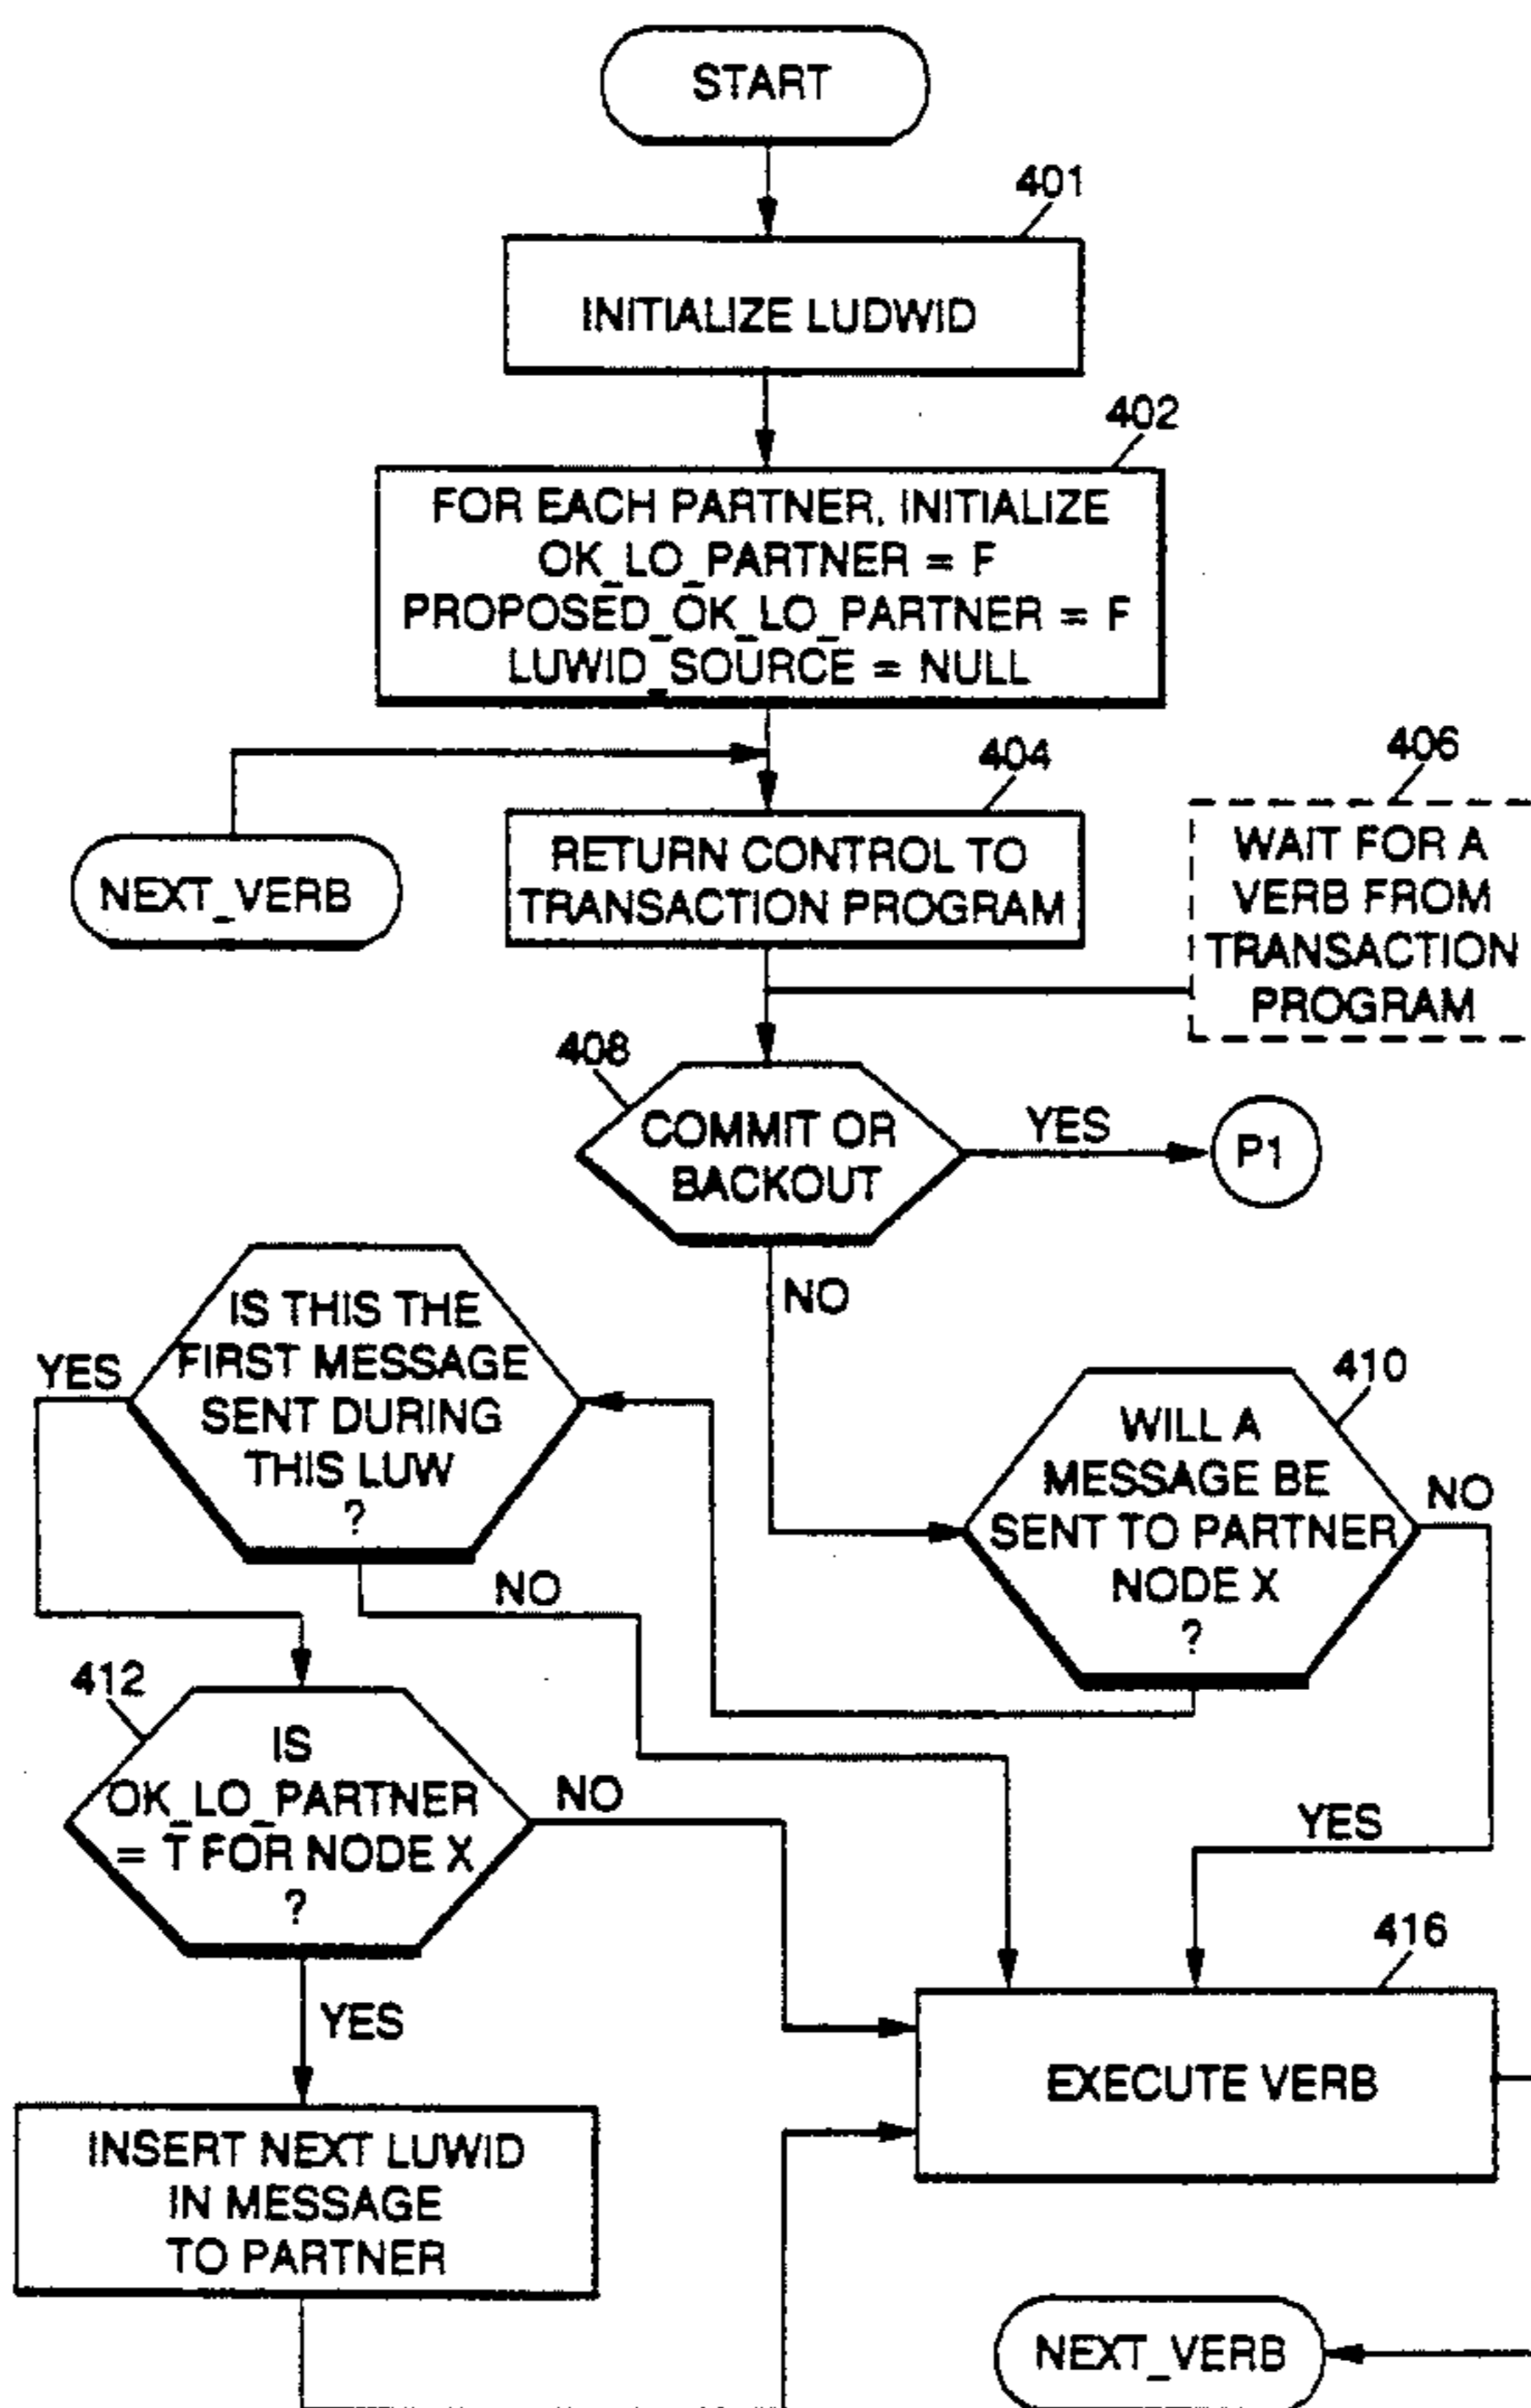 START
401
INITIALIZE LUDWID
402
FOR EACH PARTNER, INITIALIZE
OK_LO_PARTNER = F
PROPOSED_OK_LO_PARTNER = F
LUWID_SOURCE = NULL
404
406
NEXT_VERB
RETURN CONTROL TO
TRANSACTION PROGRAM
WAIT FOR A
VERB FROM
TRANSACTION
PROGRAM
408
COMMIT OR
BACKOUT
YES
P1
NO
IS THIS THE
FIRST MESSAGE
SENT DURING
THIS LUW
?
YES
NO
410
WILL A
MESSAGE BE
SENT TO PARTNER
NODE X
?
NO
YES
412
IS
OK_LO_PARTNER
= T FOR NODE X
?
NO
YES
416
EXECUTE VERB
INSERT NEXT LUWID
IN MESSAGE
TO PARTNER
NEXT_VERB